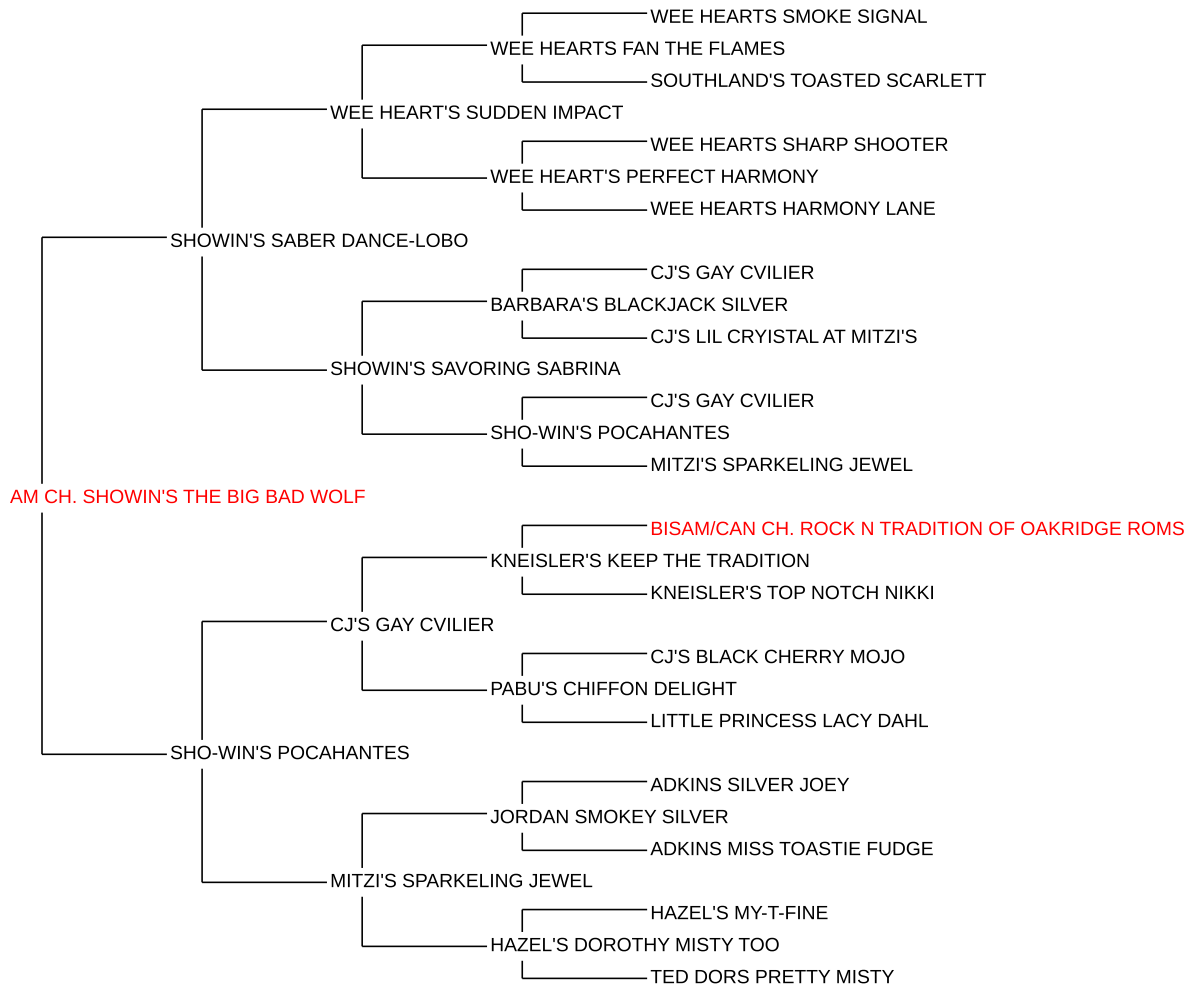 WEE HEARTS SMOKE SIGNAL
WEE HEARTS FAN THE FLAMES
SOUTHLAND'S TOASTED SCARLETT
WEE HEART'S SUDDEN IMPACT
WEE HEARTS SHARP SHOOTER
WEE HEART'S PERFECT HARMONY
WEE HEARTS HARMONY LANE
SHOWIN'S SABER DANCE-LOBO
CJ'S GAY CVILIER
BARBARA'S BLACKJACK SILVER
CJ'S LIL CRYISTAL AT MITZI'S
SHOWIN'S SAVORING SABRINA
CJ'S GAY CVILIER
SHO-WIN'S POCAHANTES
MITZI'S SPARKELING JEWEL
AM CH. SHOWIN'S THE BIG BAD WOLF
BISAM/CAN CH. ROCK N TRADITION OF OAKRIDGE ROMS
KNEISLER'S KEEP THE TRADITION
KNEISLER'S TOP NOTCH NIKKI
CJ'S GAY CVILIER
CJ'S BLACK CHERRY MOJO
PABU'S CHIFFON DELIGHT
LITTLE PRINCESS LACY DAHL
SHO-WIN'S POCAHANTES
ADKINS SILVER JOEY
JORDAN SMOKEY SILVER
ADKINS MISS TOASTIE FUDGE
MITZI'S SPARKELING JEWEL
HAZEL'S MY-T-FINE
HAZEL'S DOROTHY MISTY TOO
TED DORS PRETTY MISTY